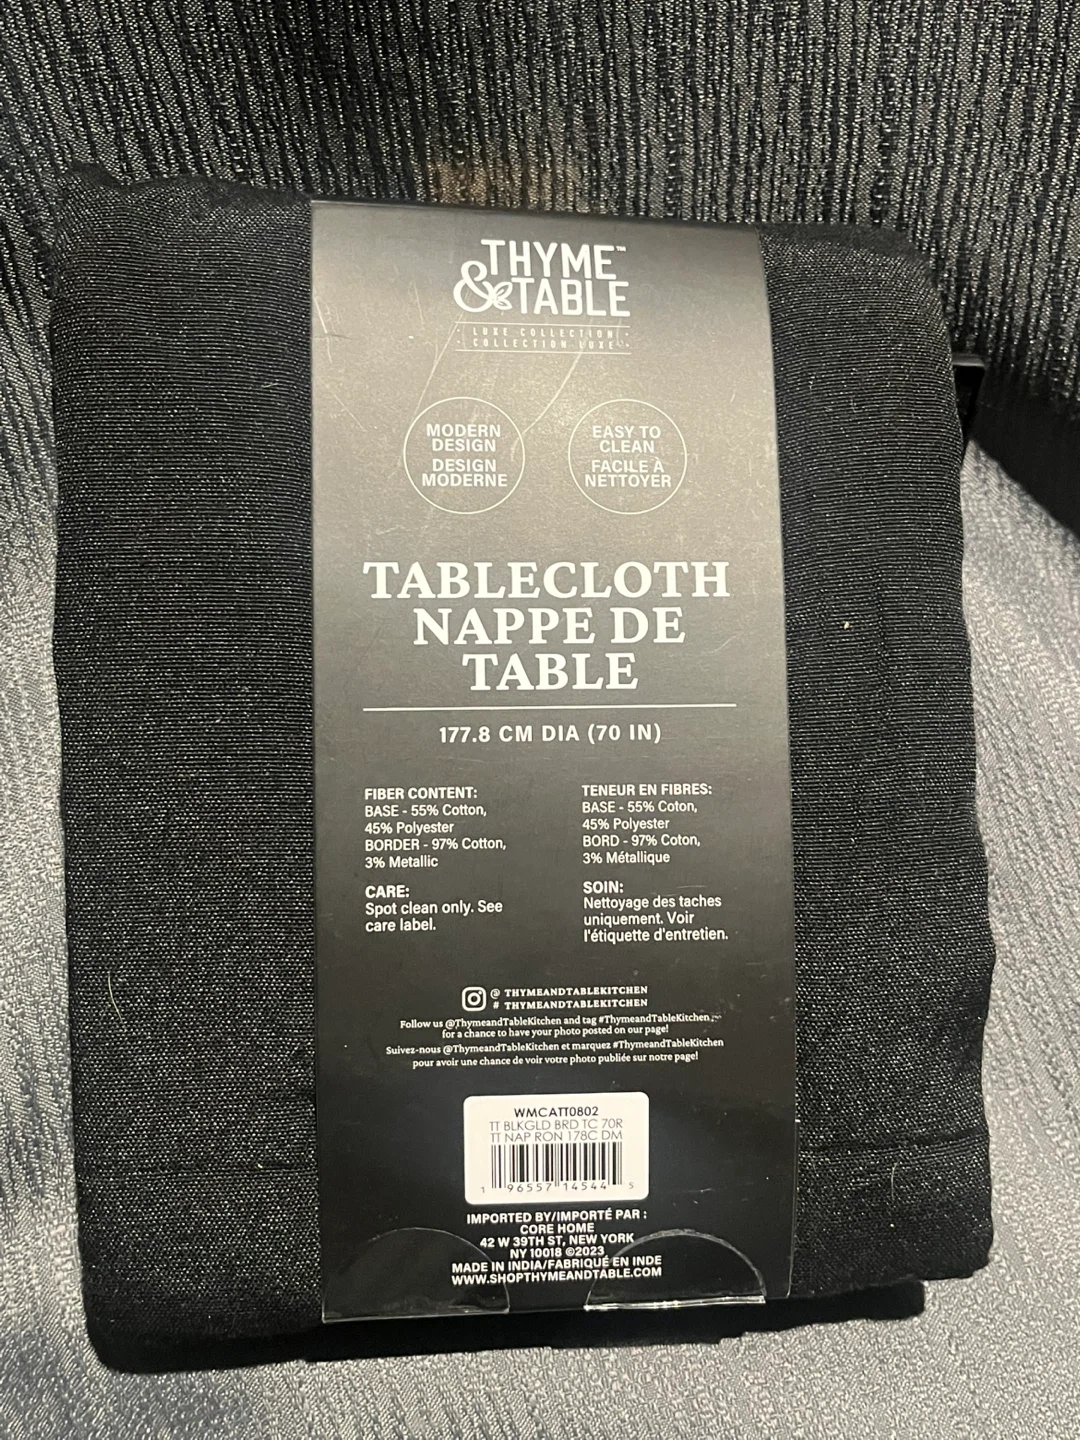 THYME™
& TABLE
LUXE COLLECTION
COLLECTION LUXE
MODERN
DESIGN
DESIGN
MODERNE
EASY TO
CLEAN
FACILE À
NETTOYER
TABLECLOTH
NAPPE DE
TABLE
177.8 CM DIA (70 IN)
FIBER CONTENT:
BASE - 55% Cotton,
45% Polyester
BORDER - 97% Cotton,
3% Metallic
CARE:
Spot clean only. See
care label.
TENEUR EN FIBRES:
BASE - 55% Coton,
45% Polyester
BORD - 97% Coton,
3% Métallique
SOIN:
Nettoyage des taches
uniquement. Voir
l'étiquette d'entretien.
@ THYMEANDTABLEKITCHEN
# THYMEANDTABLEKITCHEN
Follow us @ThymeandTableKitchen and tag #ThymeandTableKitchen
for a chance to have your photo posted on our page!
Suivez-nous @ThymeandTableKitchen et marquez #ThymeandTableKitchen
pour avoir une chance de voir votre photo publiée sur notre page!
WMCATT0802
TT BLKGLD BRD TC 70R
TT NAP RON 178C DM
1 96557 14544 5
IMPORTED BY/IMPORTÉ PAR :
CORE HOME
42 W 39TH ST, NEW YORK
NY 10018 ©2023
MADE IN INDIA/FABRIQUÉ EN INDE
WWW.SHOPTHYMEANDTABLE.COM